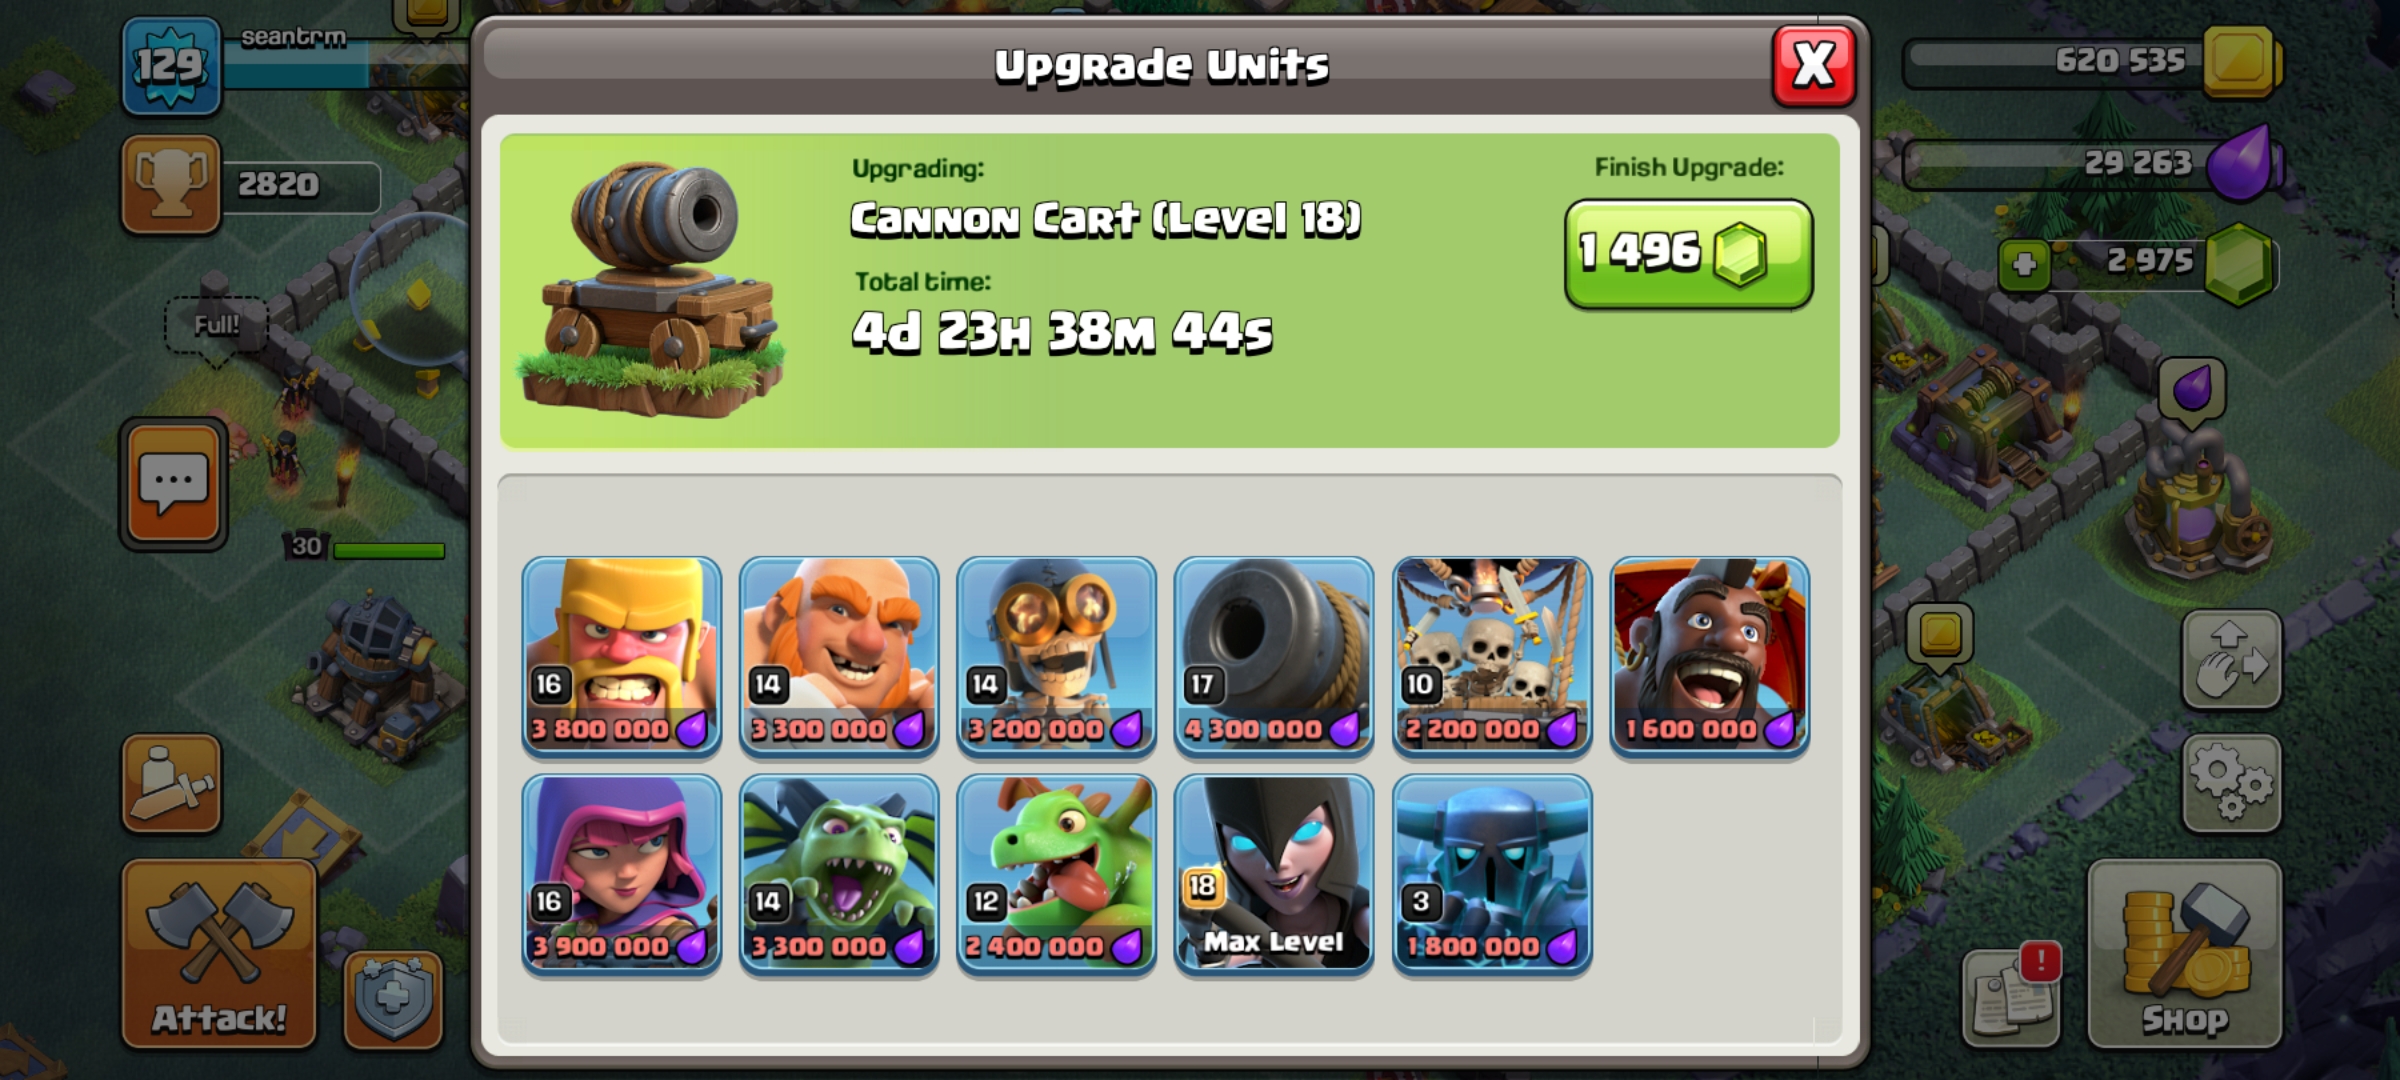 129
seantrm
Upgrade Units
X
620 535
2820
29 263
2 975
Upgrading:
Cannon Cart (Level 18)
Total time:
4d 23H 38M 44s
Finish Upgrade:
1 496
Full!
30
16
3 800 000
14
3 300 000
14
3 200 000
17
4 300 000
10
2 200 000
1 600 000
16
3 900 000
14
3 300 000
12
2 400 000
18
Max Level
3
1 800 000
Attack!
!
Shop